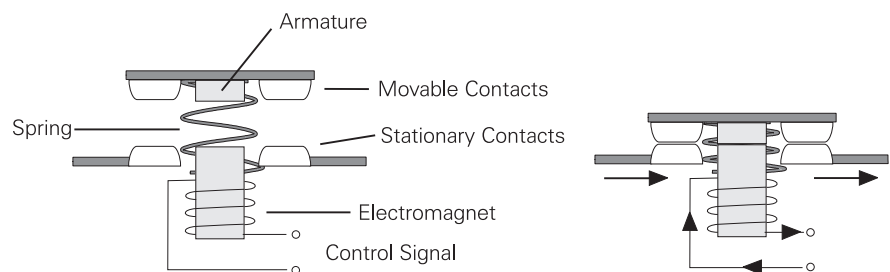 Armature
Movable Contacts
Spring
Stationary Contacts
Electromagnet
Control Signal